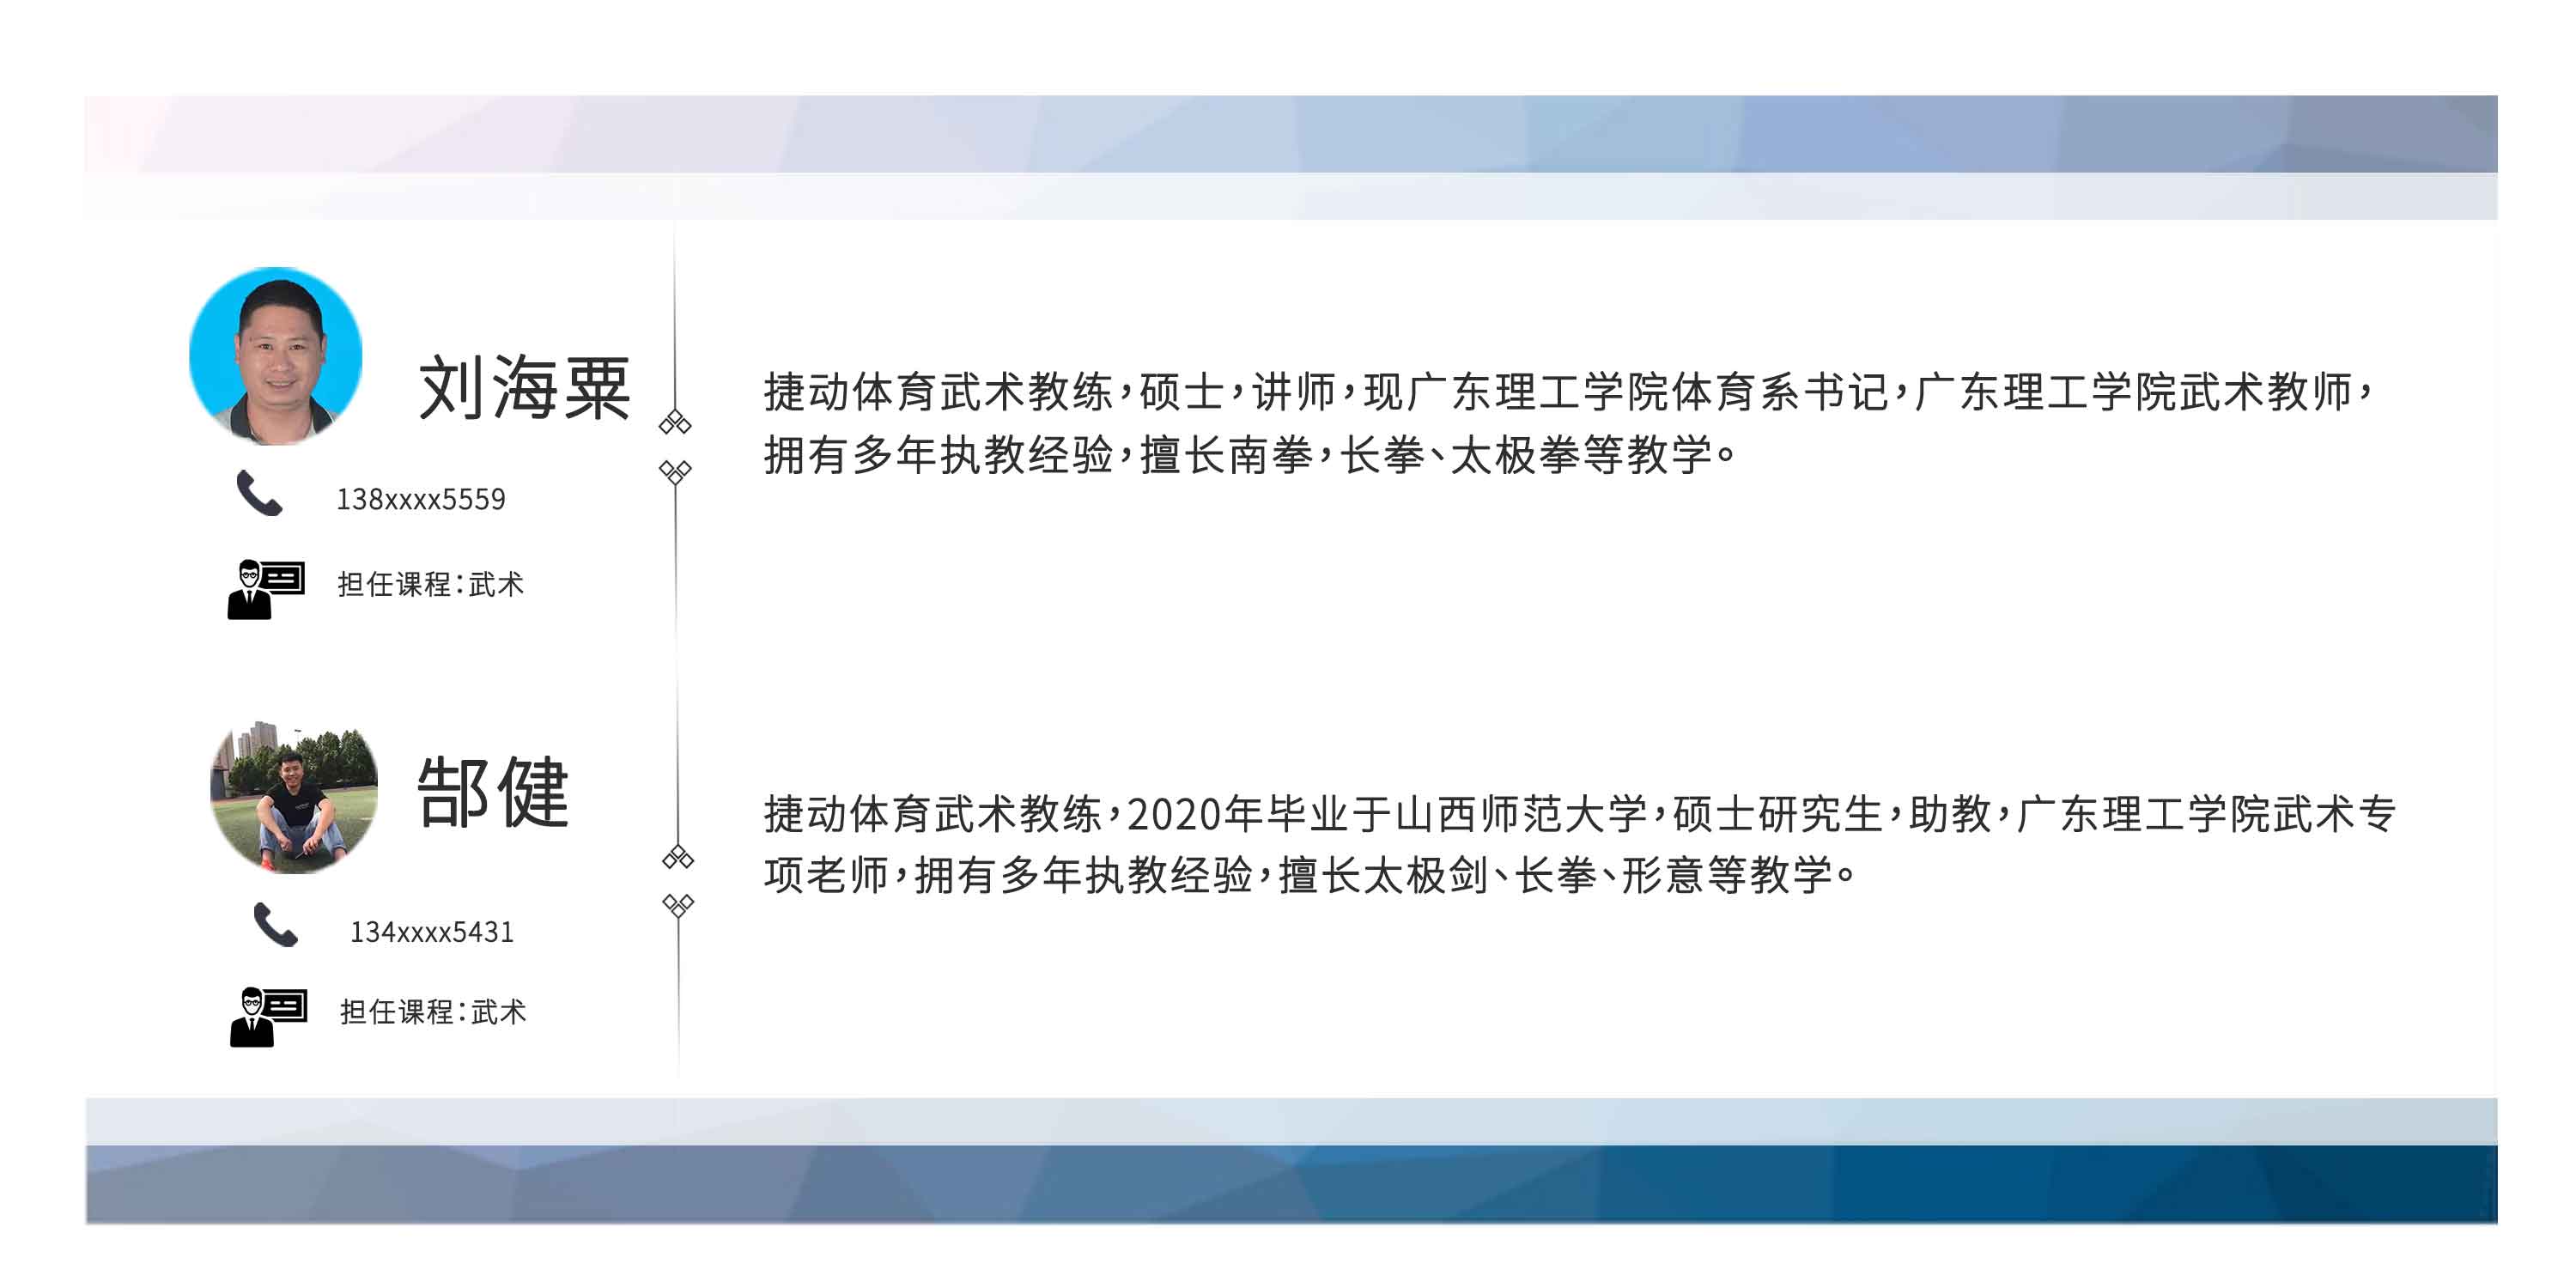 刘海粟
138xxxx5559
担任课程：武术
捷动体育武术教练，硕士，讲师，现广东理工学院体育系书记，广东理工学院武术教师，
拥有多年执教经验，擅长南拳，长拳、太极拳等教学。
郜健
134xxxx5431
担任课程：武术
捷动体育武术教练，2020年毕业于山西师范大学，硕士研究生，助教，广东理工学院武术专
项老师，拥有多年执教经验，擅长太极剑、长拳、形意等教学。